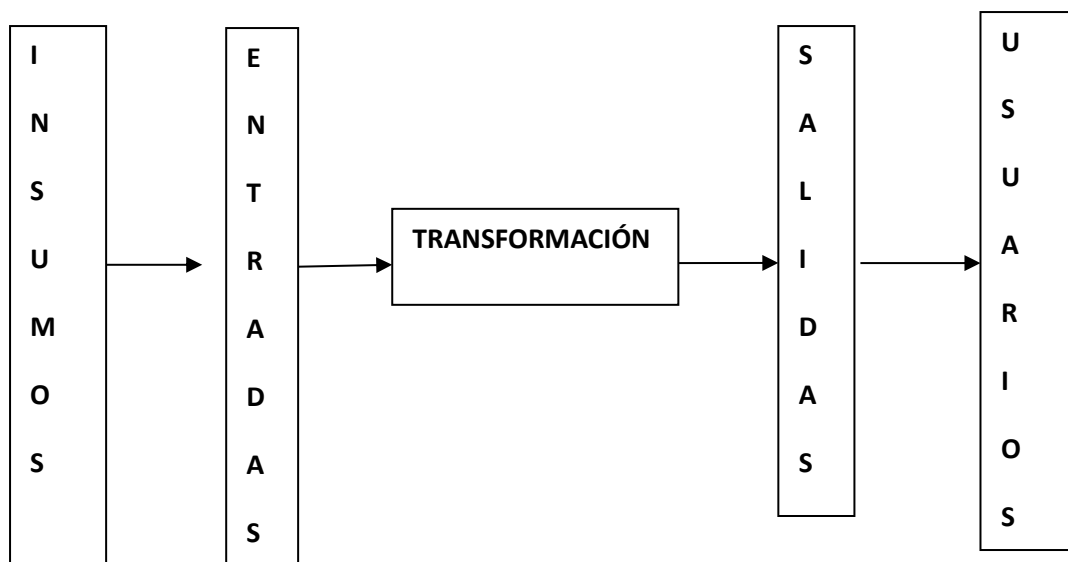 INSUMOS
ENTRADAS
TRANSFORMACIÓN
SALIDAS
USUARIOS